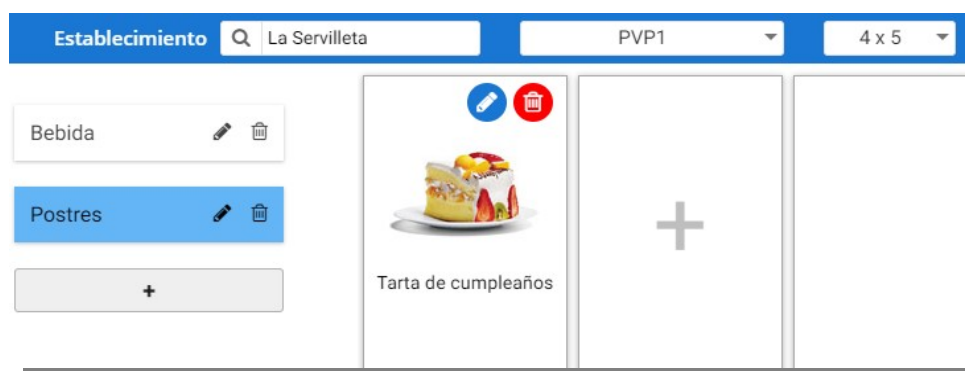 Establecimiento La Servilleta PVP1 4 x 5
Bebida
Postres
+
Tarta de cumpleaños
+